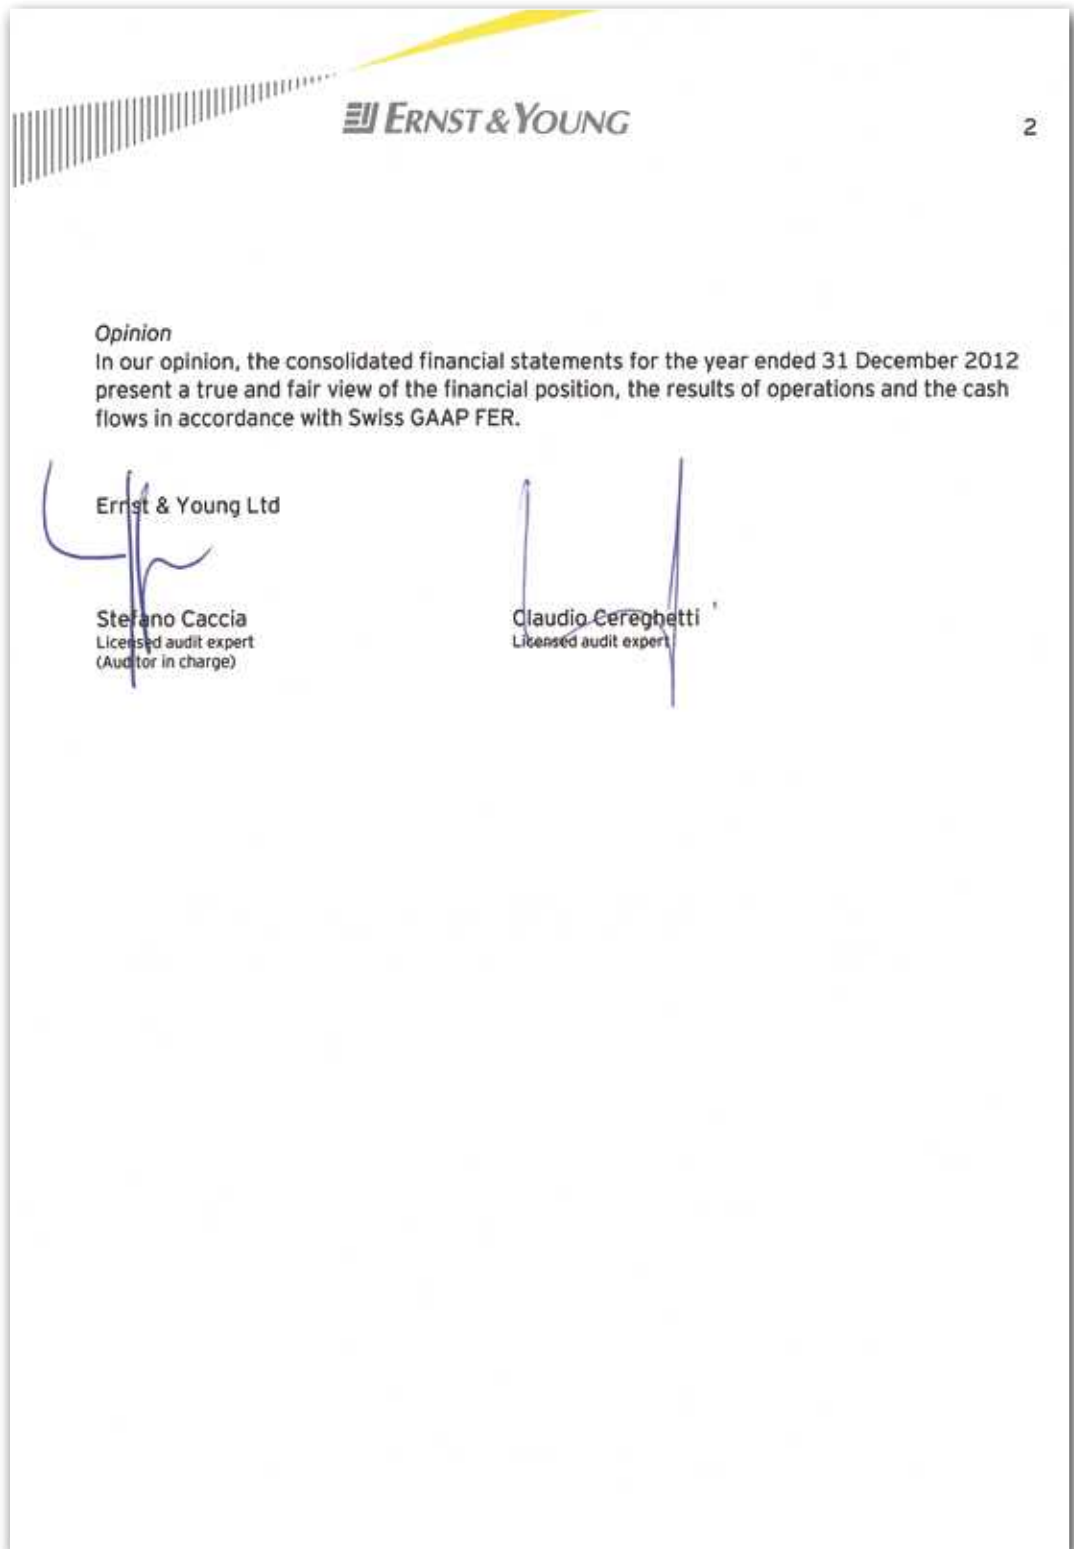 ERNST & YOUNG
2
Opinion
In our opinion, the consolidated financial statements for the year ended 31 December 2012
present a true and fair view of the financial position, the results of operations and the cash
flows in accordance with Swiss GAAP FER.
Ernst & Young Ltd
Stefano Caccia
Licensed audit expert
(Auditor in charge)
Claudio Cereghetti
Licensed audit expert